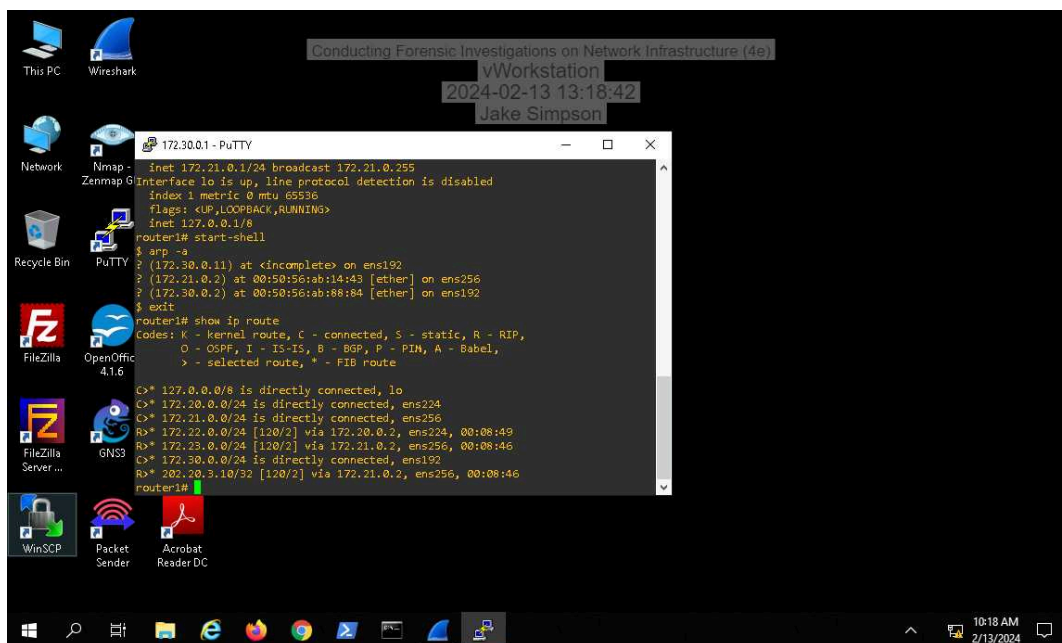 Conducting Forensic Investigations on Network Infrastructure (4e)
vWorkstation
2024-02-13 13:18:42
Jake Simpson
This PC
Wireshark
Network
Nmap -
Zenmap G
Recycle Bin
PuTTY
FileZilla
OpenOffic
4.1.6
FileZilla
Server ...
GNS3
WinSCP
Packet
Sender
Acrobat
Reader DC
172.30.0.1 - PuTTY
inet 172.21.0.1/24 broadcast 172.21.0.255
Interface lo is up, line protocol detection is disabled
index 1 metric 0 mtu 65536
flags: <UP,LOOPBACK,RUNNING>
inet 127.0.0.1/8
router1# start-shell
$ arp -a
? (172.30.0.11) at <incomplete> on ens192
? (172.21.0.2) at 00:50:56:ab:14:43 [ether] on ens256
? (172.30.0.2) at 00:50:56:ab:88:84 [ether] on ens192
$ exit
router1# show ip route
Codes: K - kernel route, C - connected, S - static, R - RIP,
O - OSPF, I - IS-IS, B - BGP, P - PIM, A - Babel,
> - selected route, * - FIB route
C>* 127.0.0.0/8 is directly connected, lo
C>* 172.20.0.0/24 is directly connected, ens224
C>* 172.21.0.0/24 is directly connected, ens256
R>* 172.22.0.0/24 [120/2] via 172.20.0.2, ens224, 00:08:49
R>* 172.23.0.0/24 [120/2] via 172.21.0.2, ens256, 00:08:46
C>* 172.30.0.0/24 is directly connected, ens192
R>* 202.20.3.10/32 [120/2] via 172.21.0.2, ens256, 00:08:46
router1#
10:18 AM
2/13/2024